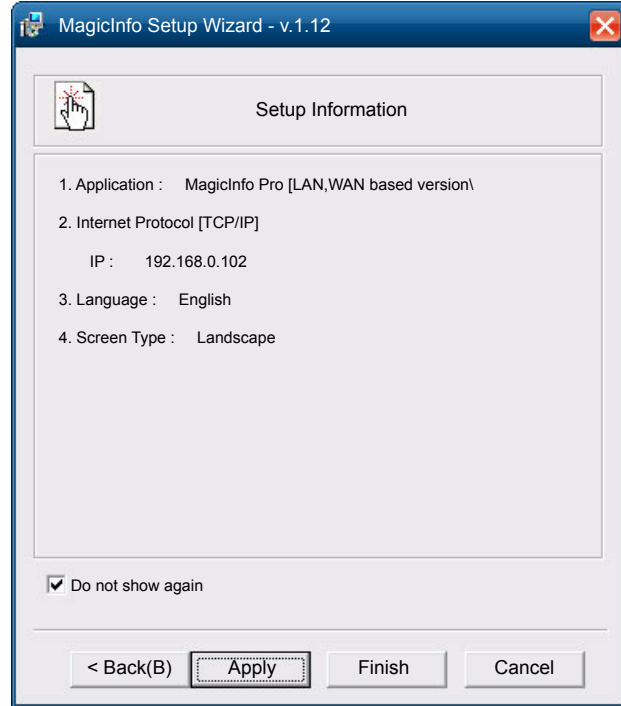 MagicInfo Setup Wizard - v.1.12
Setup Information
1. Application : MagicInfo Pro [LAN,WAN based version\
2. Internet Protocol [TCP/IP]
IP : 192.168.0.102
3. Language : English
4. Screen Type : Landscape
Do not show again
< Back(B) Apply Finish Cancel